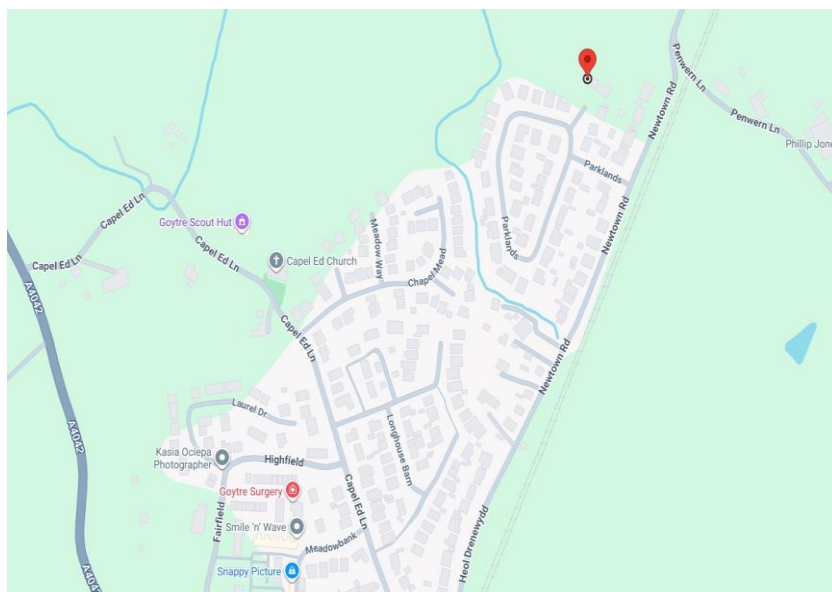 Penwern Ln
Newtown Rd
Penwern Ln
Phillip Jone
Parklands
Capel Ed Ln
Goytre Scout Hut
Newtown Rd
Parklands
Meadow Way
Capel Ed Ln
Capel Ed Church
Capel Ed Ln
Chapel Mead
A4042
Capel Ed Ln
Newtown Rd
Laurel Dr
A4042
Longhouse Barn
Kasia Ociepa
Photographer
Highfield
Goytre Surgery
Capel Ed Ln
Fairfield
Smile 'n' Wave
Meadowbank
Heol Drenewydd
Snappy Picture
A4042